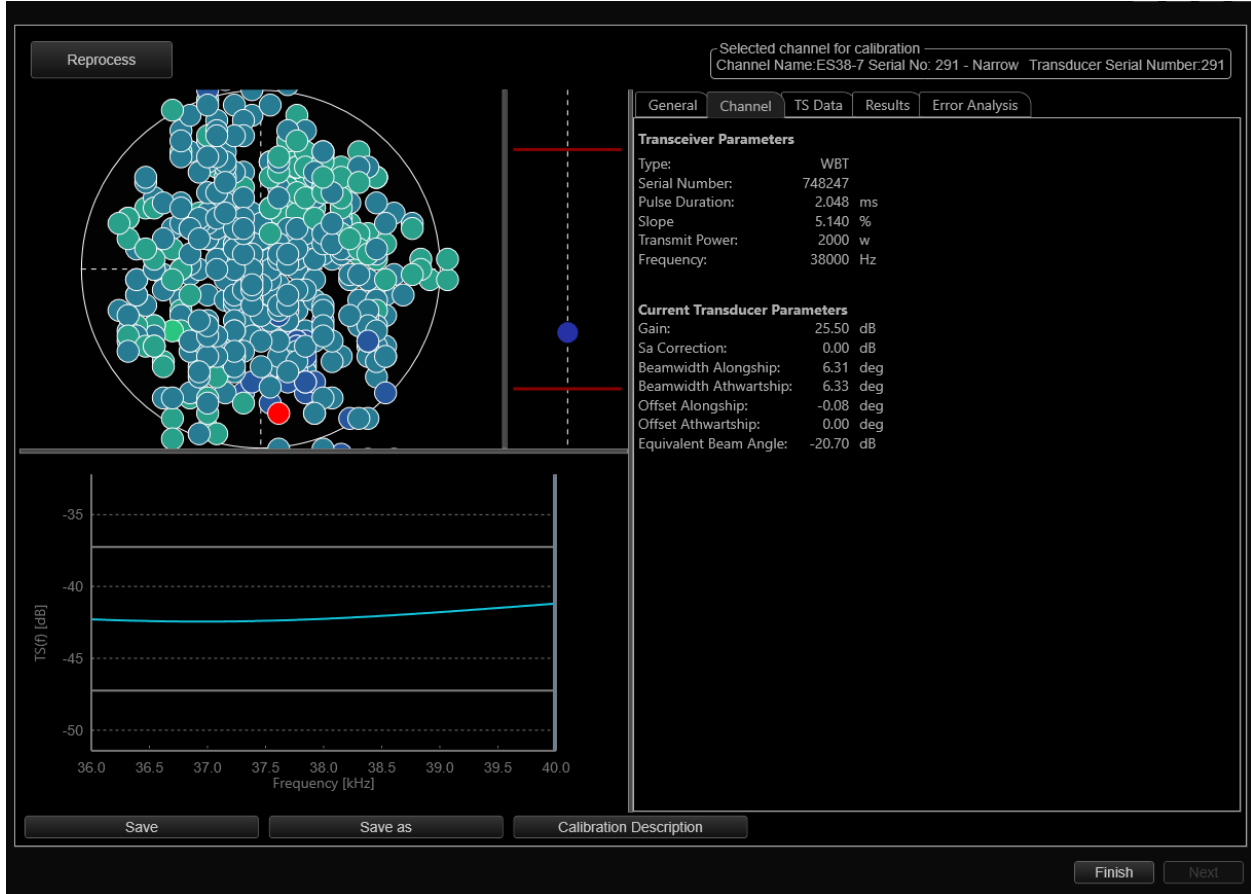 Reprocess
Selected channel for calibration
Channel Name:ES38-7 Serial No: 291 - Narrow Transducer Serial Number:291
General Channel TS Data Results Error Analysis
Transceiver Parameters
Type: WBT
Serial Number: 748247
Pulse Duration: 2.048 ms
Slope 5.140 %
Transmit Power: 2000 w
Frequency: 38000 Hz
Current Transducer Parameters
Gain: 25.50 dB
Sa Correction: 0.00 dB
Beamwidth Alongship: 6.31 deg
Beamwidth Athwartship: 6.33 deg
Offset Alongship: -0.08 deg
Offset Athwartship: 0.00 deg
Equivalent Beam Angle: -20.70 dB
TS(f) [dB]
-35
-40
-45
-50
36.0 36.5 37.0 37.5 38.0 38.5 39.0 39.5 40.0
Frequency [kHz]
Save Save as Calibration Description
Finish Next